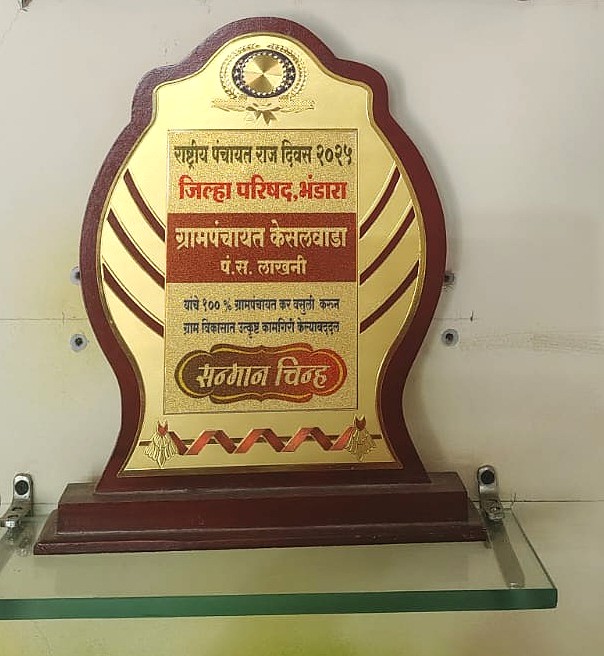 राष्ट्रीय पंचायत राज दिवस २०२५
जिल्हा परिषद,भंडारा
ग्रामपंचायत केसलवाडा
पं.स. लाखनी
यांचे १०० % ग्रामपंचायत कर वसुली करून
ग्राम विकासात उत्कृष्ट कामगिरी केल्याबद्दल
सन्मान चिन्ह